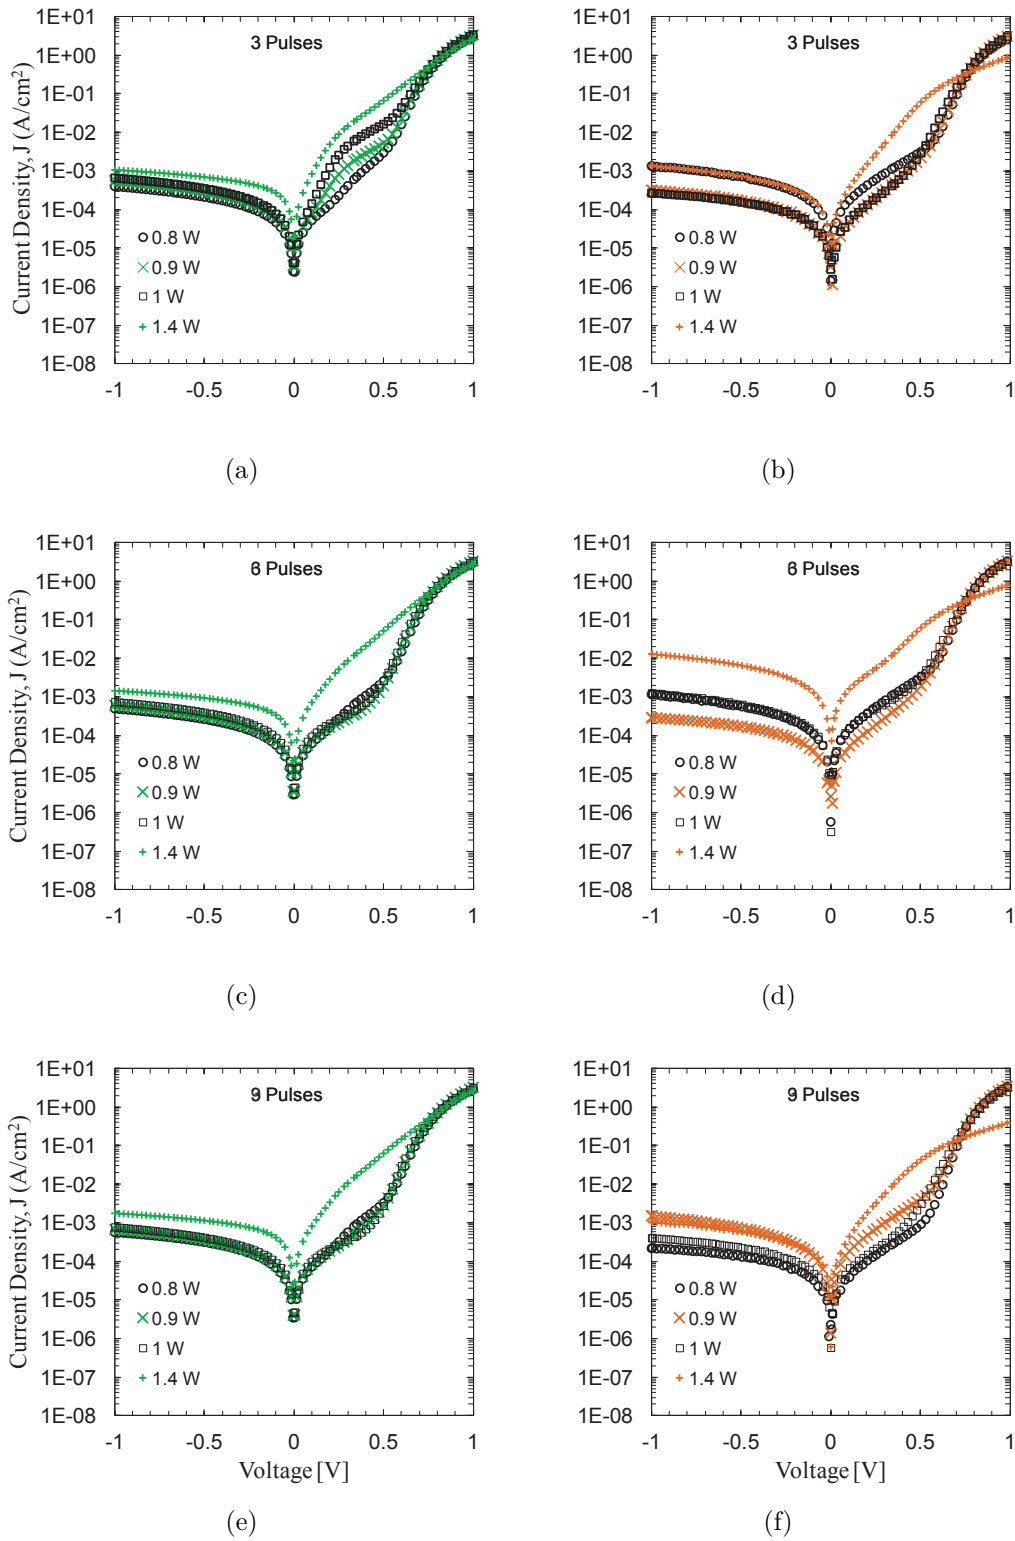 3 Pulses
Current Density, J (A/cm²)
1E+01
1E+00
1E-01
1E-02
1E-03
1E-04
1E-05
1E-06
1E-07
1E-08
0.8 W
0.9 W
1 W
1.4 W
-1 -0.5 0 0.5 1
(a)
3 Pulses
1E+01
1E+00
1E-01
1E-02
1E-03
1E-04
1E-05
1E-06
1E-07
1E-08
0.8 W
0.9 W
1 W
1.4 W
-1 -0.5 0 0.5 1
(b)
6 Pulses
Current Density, J (A/cm²)
1E+01
1E+00
1E-01
1E-02
1E-03
1E-04
1E-05
1E-06
1E-07
1E-08
0.8 W
0.9 W
1 W
1.4 W
-1 -0.5 0 0.5 1
(c)
6 Pulses
1E+01
1E+00
1E-01
1E-02
1E-03
1E-04
1E-05
1E-06
1E-07
1E-08
0.8 W
0.9 W
1 W
1.4 W
-1 -0.5 0 0.5 1
(d)
9 Pulses
Current Density, J (A/cm²)
1E+01
1E+00
1E-01
1E-02
1E-03
1E-04
1E-05
1E-06
1E-07
1E-08
0.8 W
0.9 W
1 W
1.4 W
-1 -0.5 0 0.5 1
Voltage [V]
(e)
9 Pulses
1E+01
1E+00
1E-01
1E-02
1E-03
1E-04
1E-05
1E-06
1E-07
1E-08
0.8 W
0.9 W
1 W
1.4 W
-1 -0.5 0 0.5 1
Voltage [V]
(f)